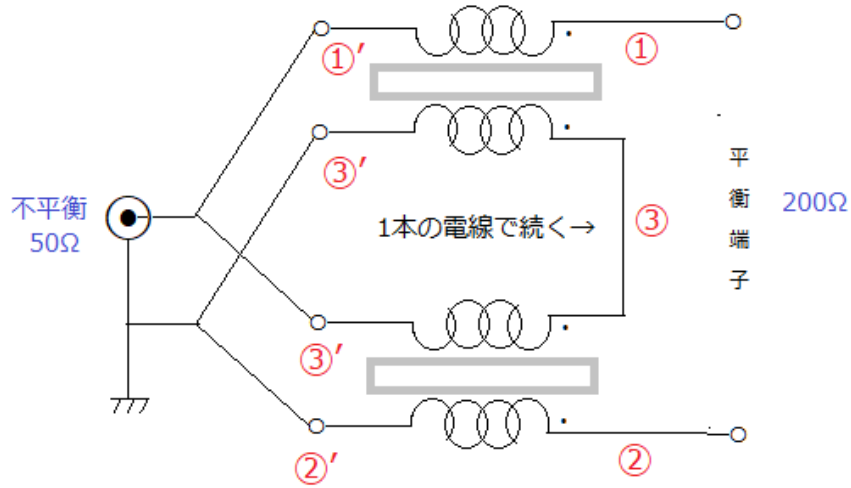 ①′
①
③′
不平衡
50Ω
1本の電線で続く→
③
平
衡
端
子
200Ω
③′
②′
②